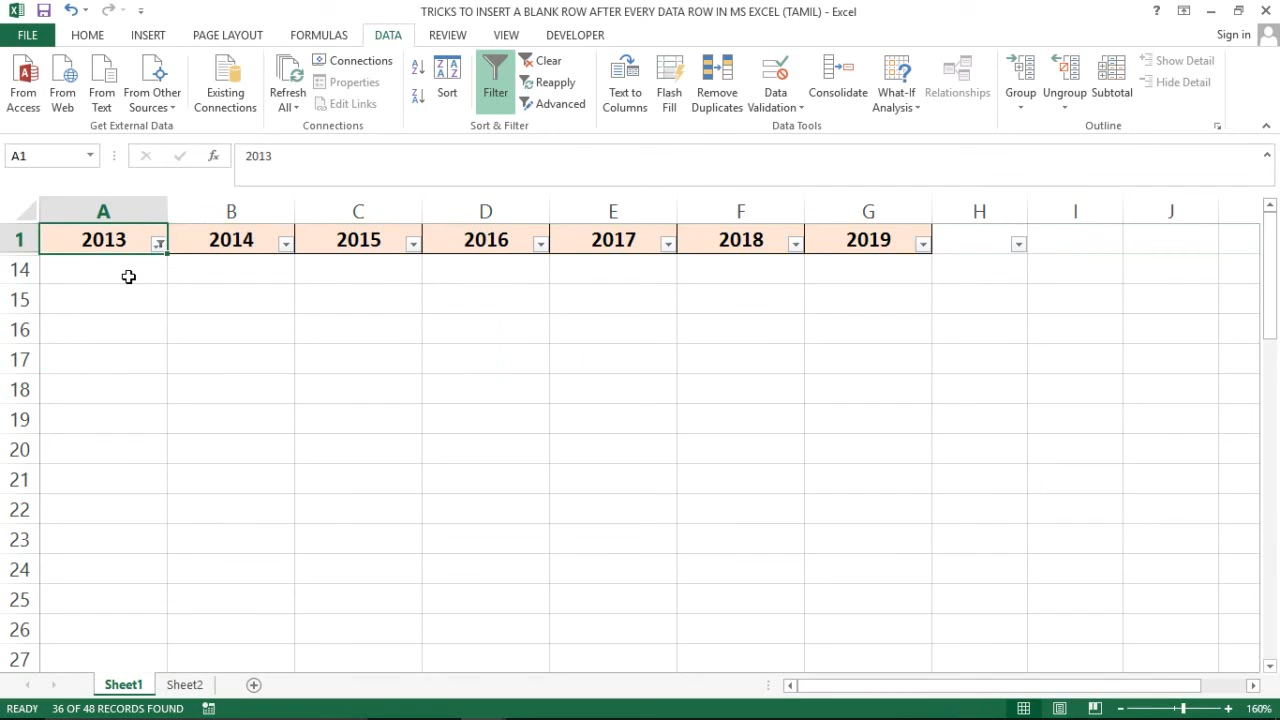 TRICKS TO INSERT A BLANK ROW AFTER EVERY DATA ROW IN MS EXCEL (TAMIL) - Excel
FILE HOME INSERT PAGE LAYOUT FORMULAS DATA REVIEW VIEW DEVELOPER Sign in
From Access
From Web
From Text
From Other Sources
Existing Connections
Get External Data
Refresh All
Connections
Properties
Edit Links
Connections
Sort
Filter
Clear
Reapply
Advanced
Sort & Filter
Text to Columns
Flash Fill
Remove Duplicates
Data Validation
Consolidate
What-If Analysis
Relationships
Data Tools
Group
Ungroup
Subtotal
Show Detail
Hide Detail
Outline
A1 fx 2013
A B C D E F G H I J
1 2013 2014 2015 2016 2017 2018 2019
14
15
16
17
18
19
20
21
22
23
24
25
26
27
Sheet1 Sheet2
READY 36 OF 48 RECORDS FOUND 160%